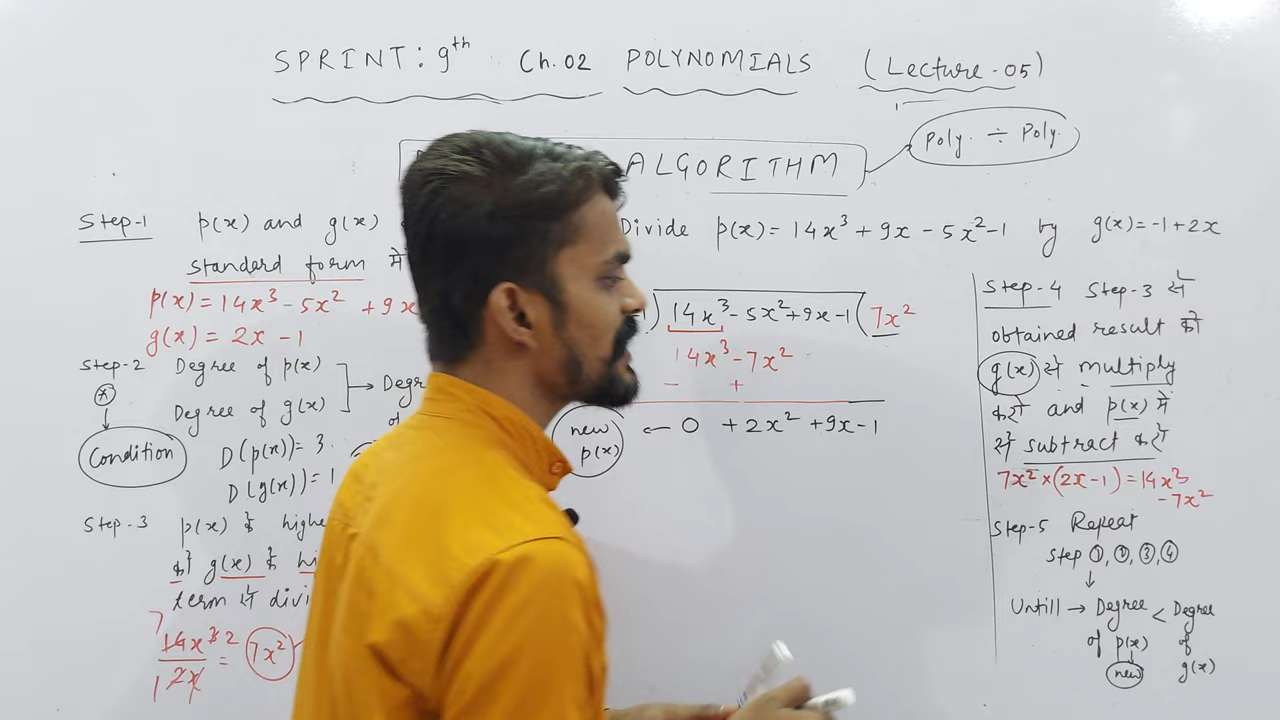 SPRINT: 9th Ch. 02 POLYNOMIALS (Lecture-05)
ALGORITHM
Poly. ÷ Poly.
Step-1 p(x) and g(x)
standard form में
p(x) = 14x³ - 5x² + 9x
g(x) = 2x - 1
Step-2 Degree of p(x)
Degree of g(x)
→ Degr
Condition
D(p(x)) = 3
D(g(x)) = 1
Step-3 p(x) के highe
को g(x) के hi
term से divi
14x³ 2
2x
= 7x²
Divide p(x) = 14x³ + 9x - 5x² - 1 by g(x) = -1 + 2x
-1) 14x³ - 5x² + 9x - 1 ( 7x²
14x³ - 7x²
- +
new p(x) ← 0 + 2x² + 9x - 1
Step-4 Step-3 से
obtained result को
g(x) से multiply
करो and p(x) में
से subtract करो
7x² × (2x - 1) = 14x³
- 7x²
Step-5 Repeat
Step ①, ②, ③, ④
↓
Untill → Degree < Degree
of p(x) of
new g(x)